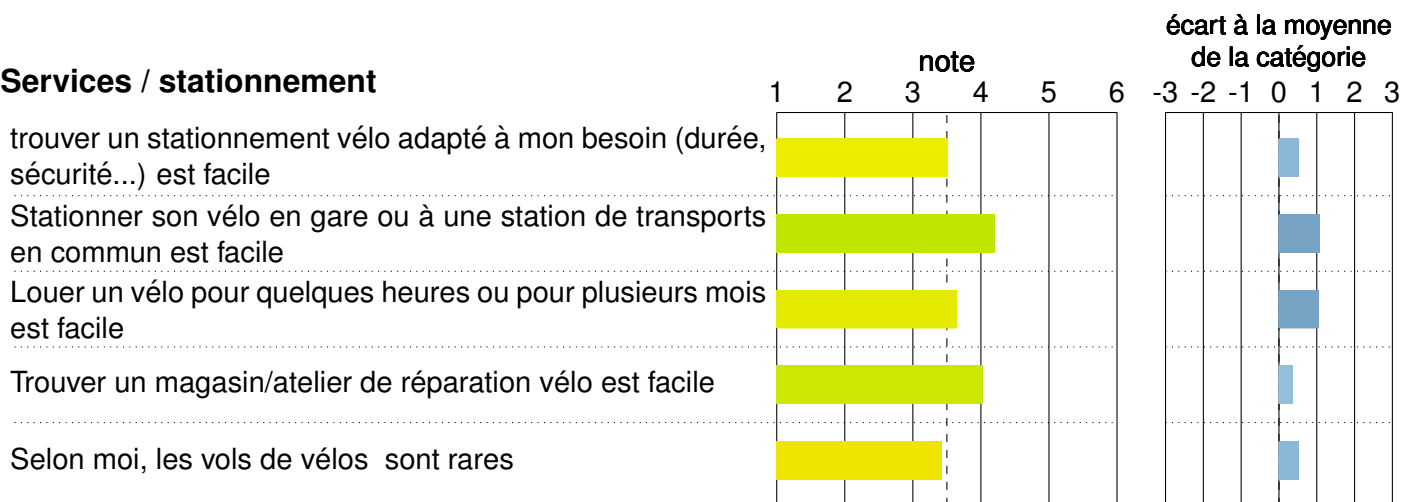 écart à la moyenne
de la catégorie
note
Services / stationnement
1 2 3 4 5 6 -3 -2 -1 0 1 2 3
trouver un stationnement vélo adapté à mon besoin (durée,
sécurité...) est facile
Stationner son vélo en gare ou à une station de transports
en commun est facile
Louer un vélo pour quelques heures ou pour plusieurs mois
est facile
Trouver un magasin/atelier de réparation vélo est facile
Selon moi, les vols de vélos sont rares